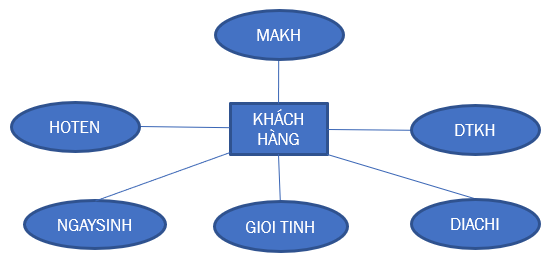 MAKH
HOTEN
KHÁCH
HÀNG
DTKH
NGAYSINH
GIOI TINH
DIACHI